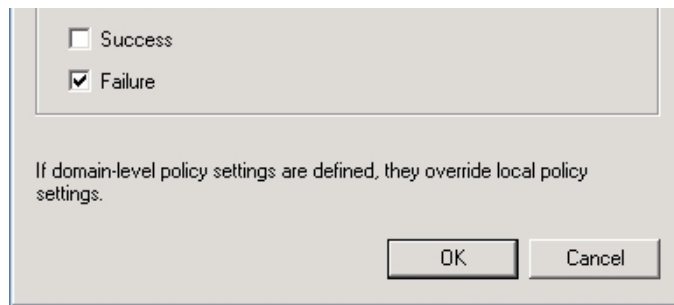 Success
Failure
If domain-level policy settings are defined, they override local policy
settings.
OK Cancel